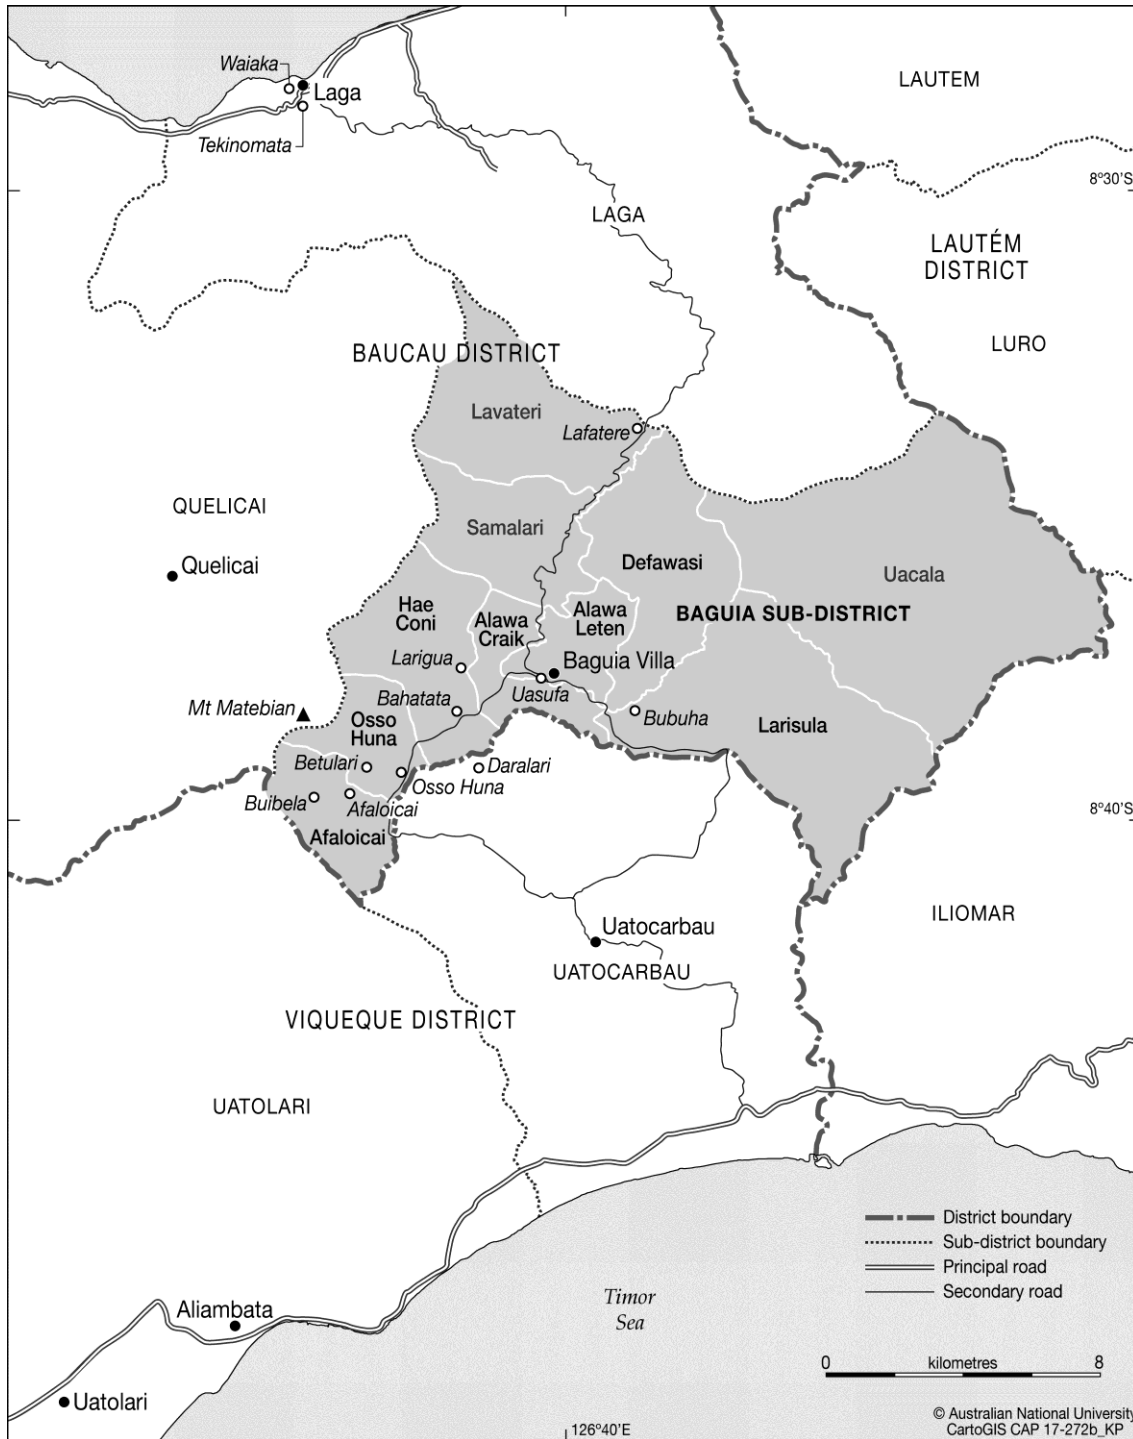 Waiaka
Laga
Tekinomata
LAUTEM
8°30'S
LAGA
LAUTÉM
DISTRICT
LURO
BAUCAU DISTRICT
Lavateri
Lafatere
QUELICAI
Quelicai
Samalari
Defawasi
Uacala
Hae
Coni
Alawa
Craik
Alawa
Leten
BAGUIA SUB-DISTRICT
Larigua
Baguia Villa
Mt Matebian
Bahatata
Uasufa
Bubuha
Larisula
Osso
Huna
Betulari
Daralari
Osso Huna
Buibela
Afaloicai
Afaloicai
8°40'S
ILIOMAR
Uatocarbau
UATOCARBAU
VIQUEQUE DISTRICT
UATOLARI
District boundary
Sub-district boundary
Principal road
Secondary road
Timor
Sea
Aliambata
Uatolari
0 kilometres 8
126°40'E
© Australian National University
CartoGIS CAP 17-272b_KP